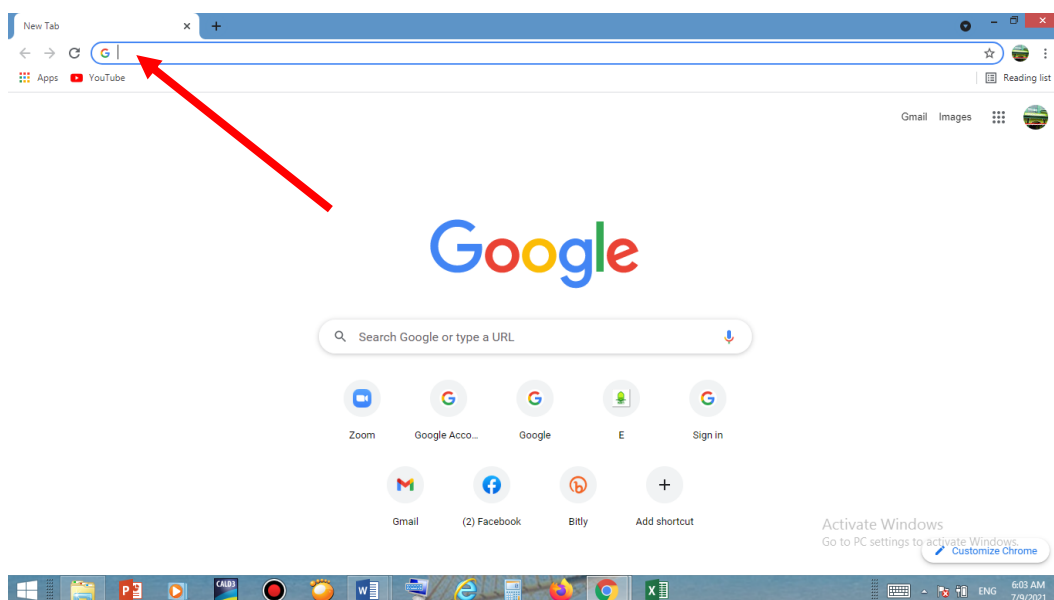 New Tab
Apps YouTube
Reading list
Gmail Images
Google
Search Google or type a URL
Zoom Google Acco... Google E Sign in
Gmail (2) Facebook Bitly Add shortcut
Activate Windows
Go to PC settings to activate Windows.
Customize Chrome
CALD3
ENG 6:03 AM
7/9/2021